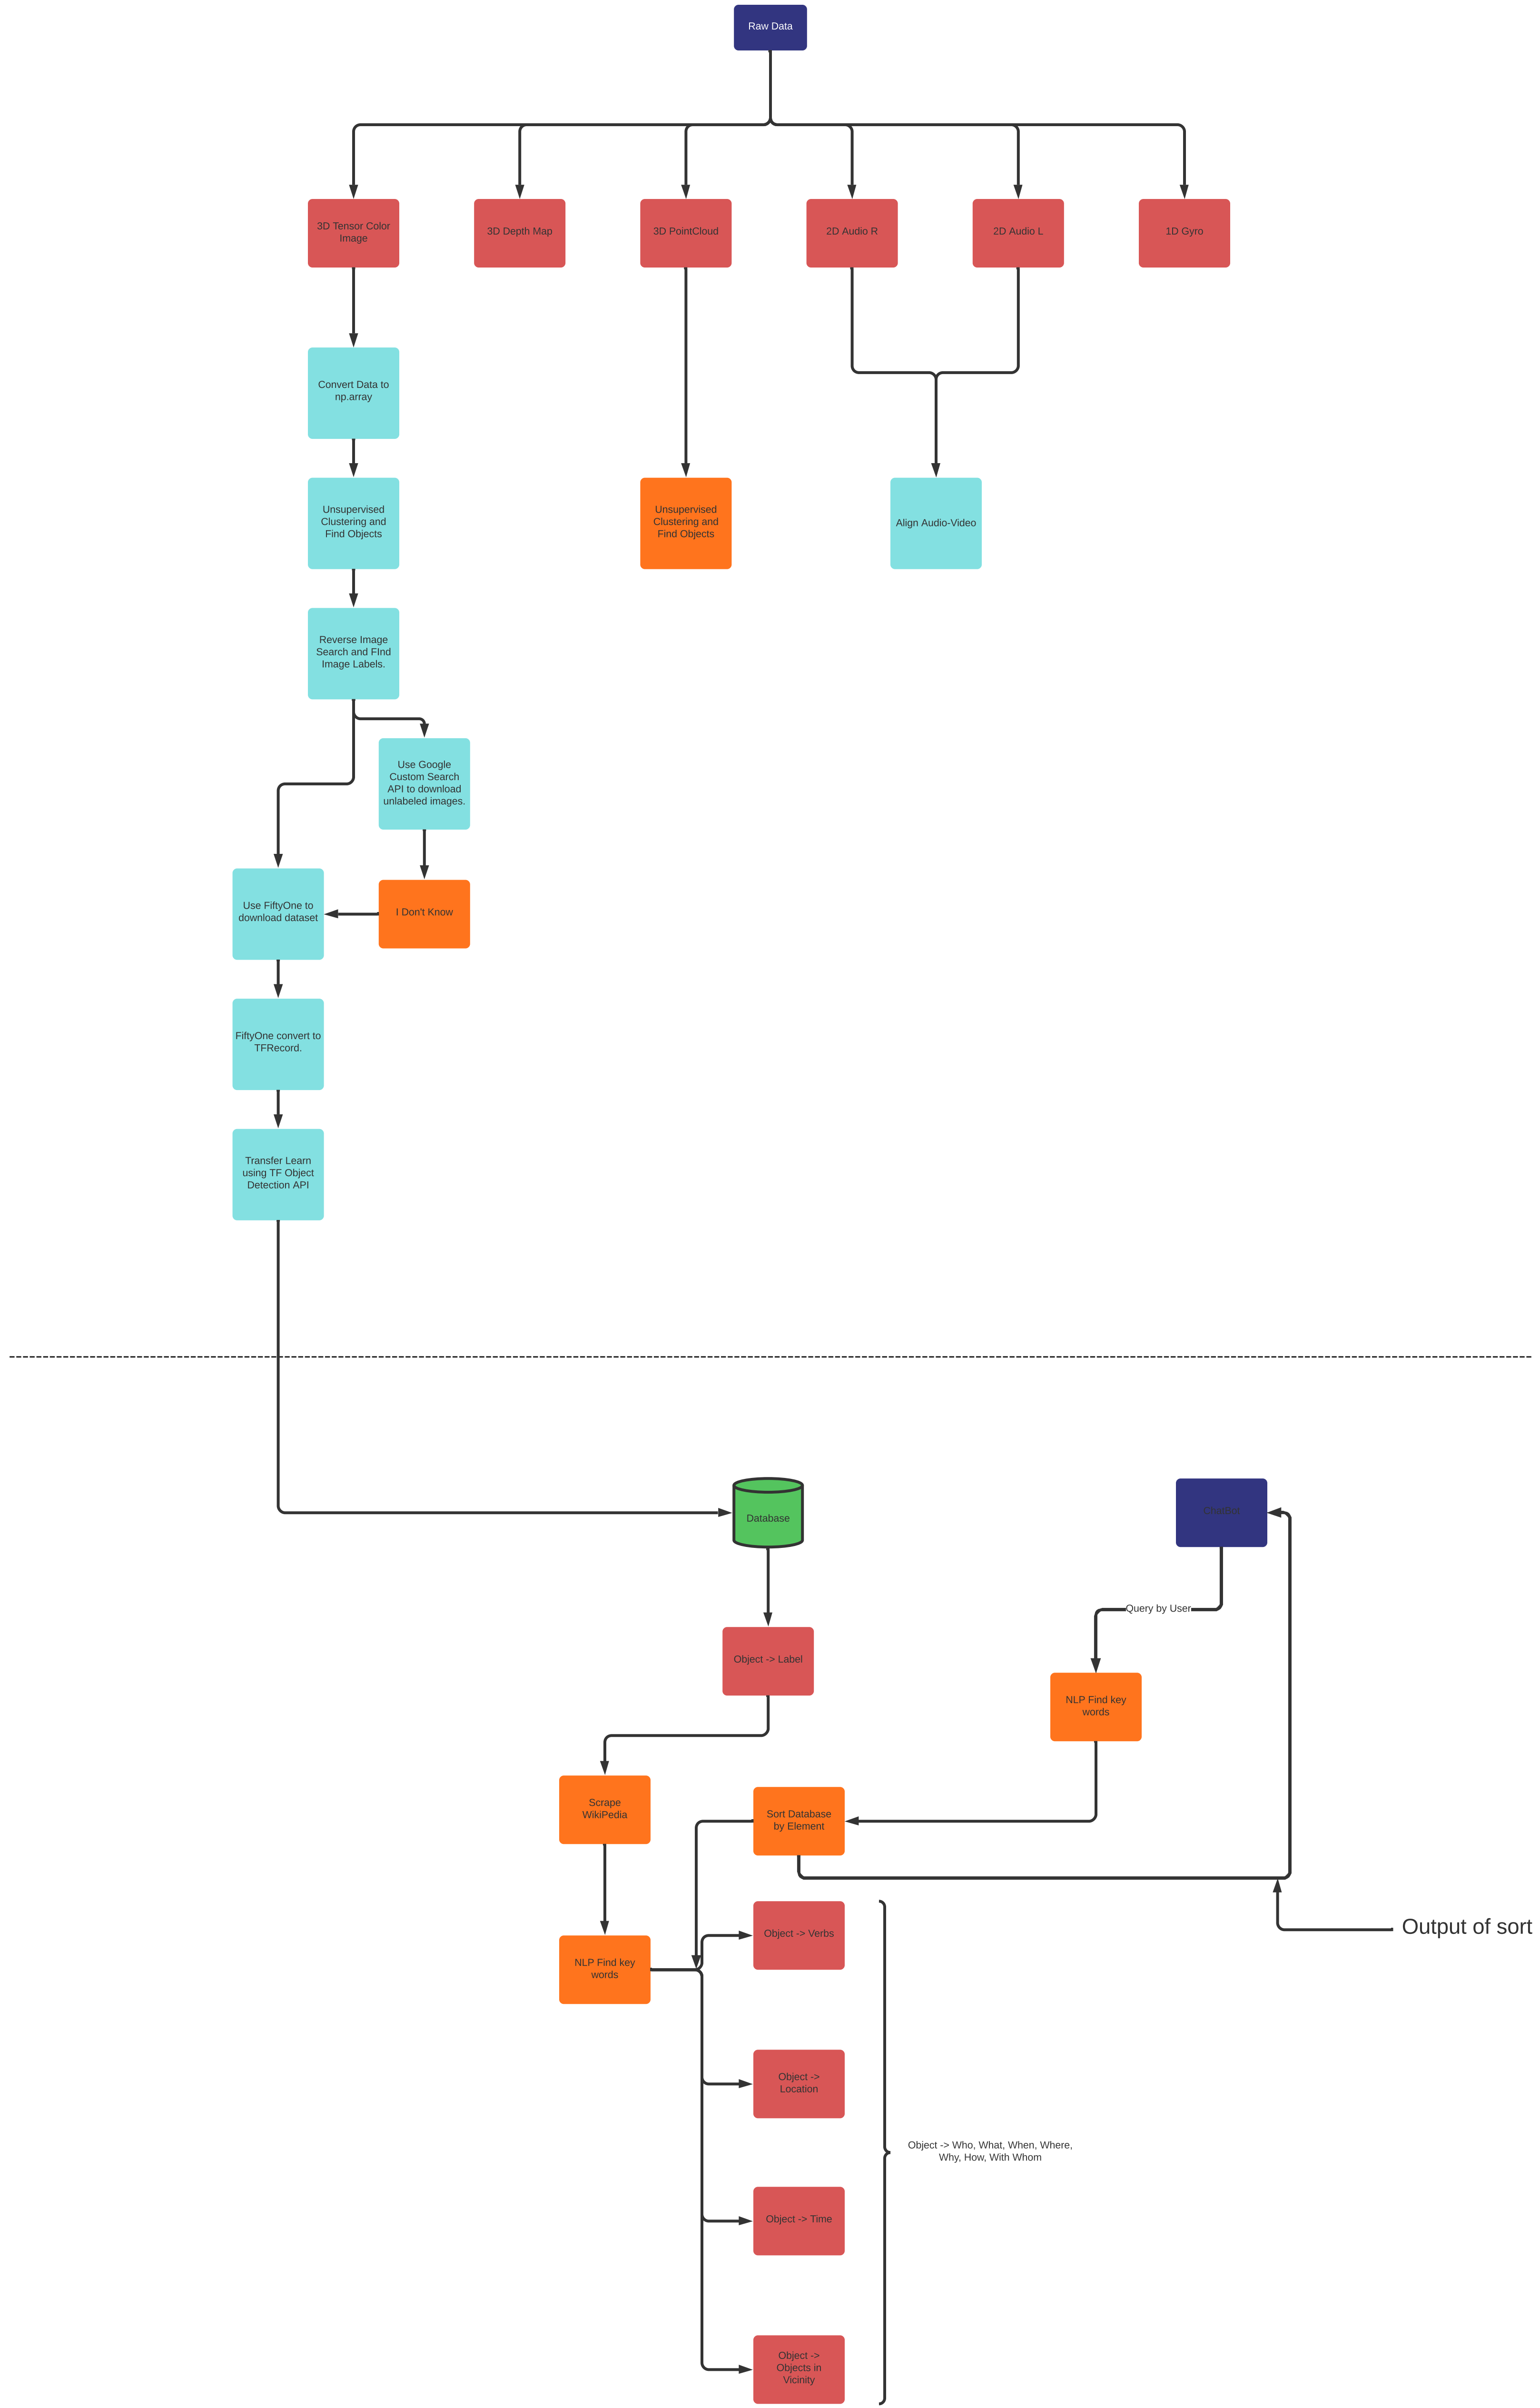 Raw Data
3D Tensor Color
Image
3D Depth Map
3D PointCloud
2D Audio R
2D Audio L
1D Gyro
Convert Data to
np.array
Unsupervised
Clustering and
Find Objects
Unsupervised
Clustering and
Find Objects
Align Audio-Video
Reverse Image
Search and FInd
Image Labels.
Use Google
Custom Search
API to download
unlabeled images.
Use FiftyOne to
download dataset
I Don't Know
FiftyOne convert to
TFRecord.
Transfer Learn
using TF Object
Detection API
Database
Query by User
Object -> Label
NLP Find key
words
Scrape
WikiPedia
Sort Database
by Element
Output of sort
Object -> Verbs
NLP Find key
words
Object ->
Location
Object -> Who, What, When, Where,
Why, How, With Whom
Object -> Time
Object ->
Objects in
Vicinity